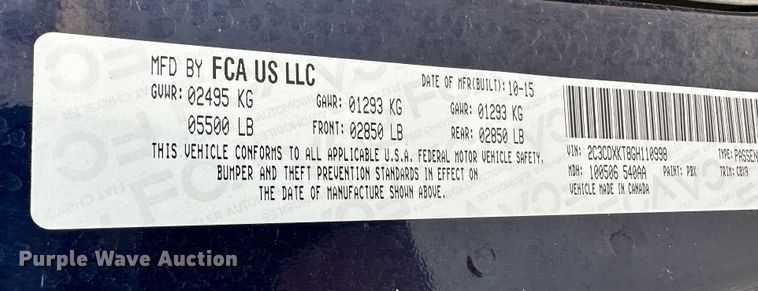 MFD BY FCA US LLC DATE OF MFR(BUILT): 10-15
GVWR: 02495 KG GAWR: 01293 KG GAWR: 01293 KG
05500 LB FRONT: 02850 LB REAR: 02850 LB
THIS VEHICLE CONFORMS TO ALL APPLICABLE U.S.A. FEDERAL MOTOR VEHICLE SAFETY,
BUMPER AND THEFT PREVENTION STANDARDS IN EFFECT ON
THE DATE OF MANUFACTURE SHOWN ABOVE.
VIN: 2C3CDXKT8GH110998 TYPE: PASSEN
MDH: 100506 540AA PAINT: PBX TRIM: CBX9
VEHICLE MADE IN CANADA
Purple Wave Auction